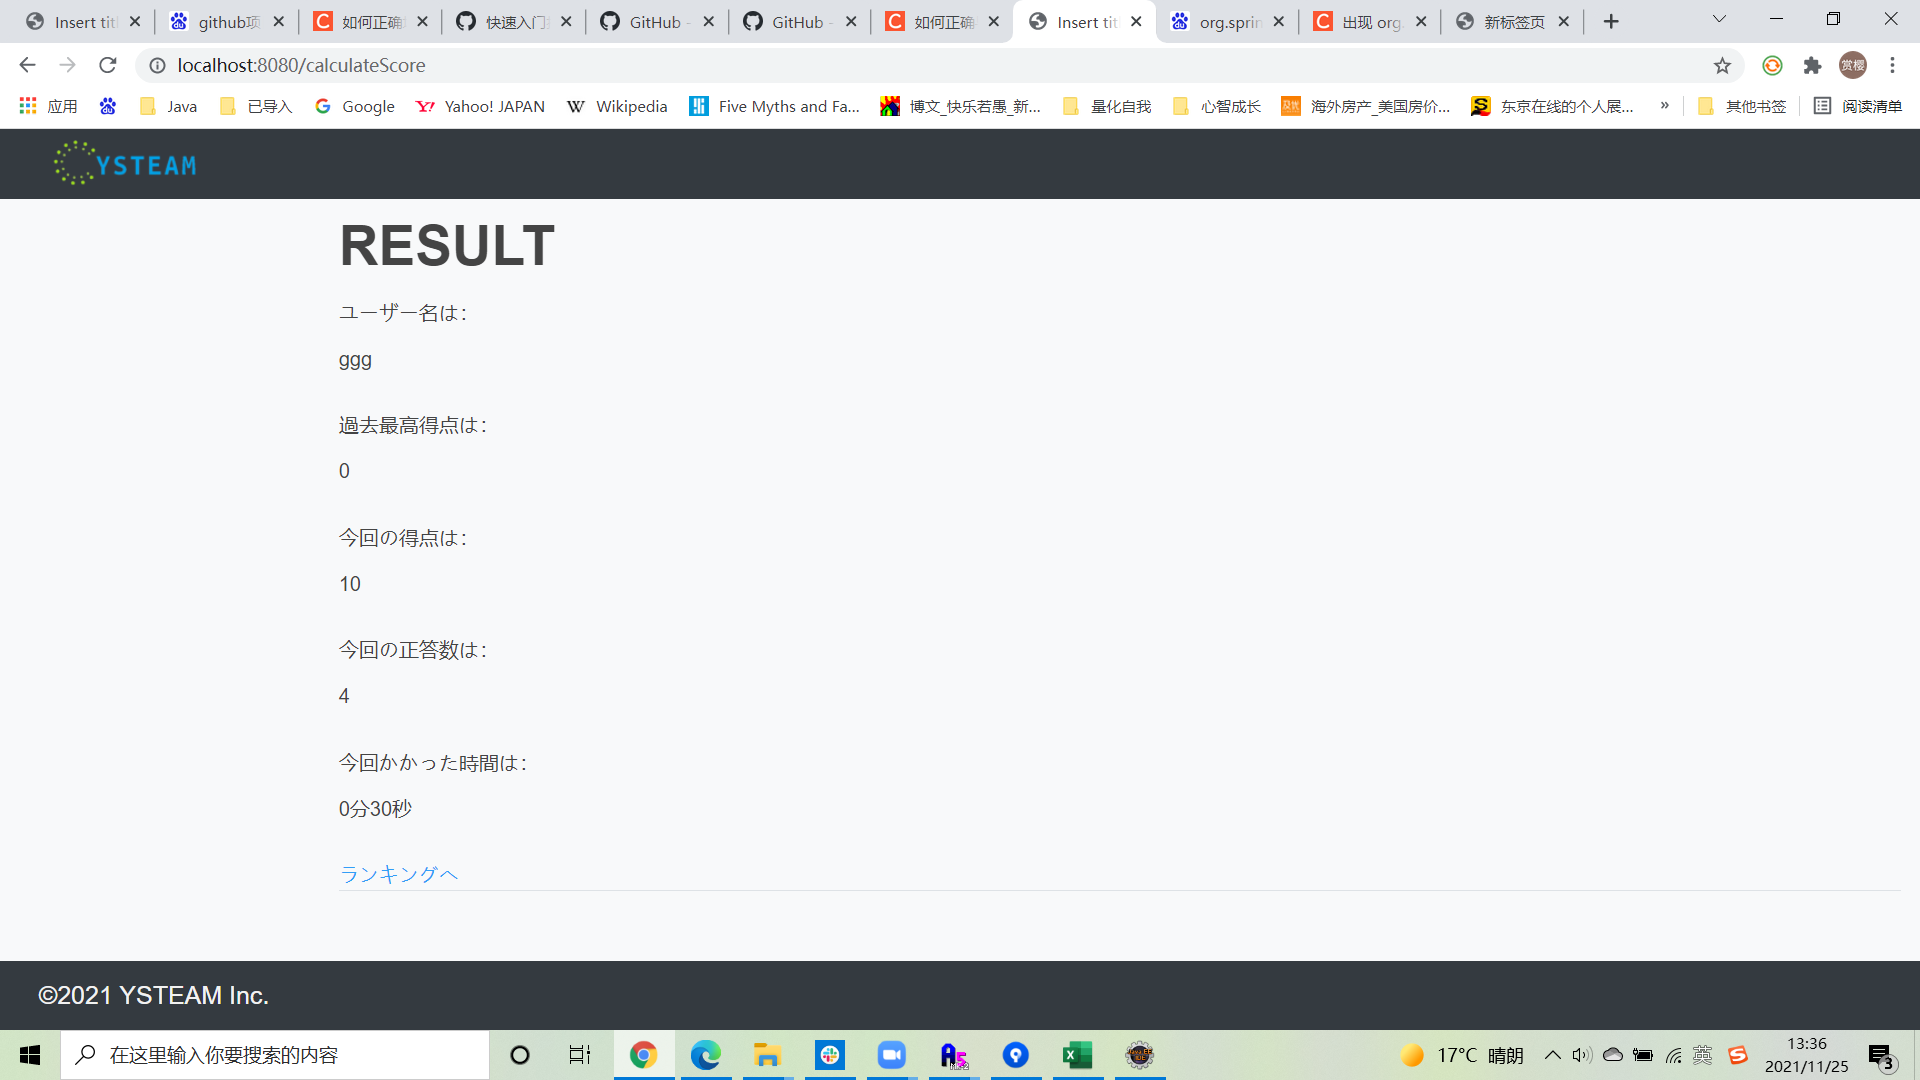 Insert tit
github项
如何正确
快速入门
GitHub -
GitHub -
如何正确
Insert tit
org.sprin
出现 org.
新标签页
localhost:8080/calculateScore
应用
Java
已导入
Google
Yahoo! JAPAN
Wikipedia
Five Myths and Fa...
博文_快乐若愚_新...
量化自我
心智成长
海外房产_美国房价...
东京在线的个人展...
»
其他书签
阅读清单
YSTEAM
RESULT
ユーザー名は：
ggg
過去最高得点は：
0
今回の得点は：
10
今回の正答数は：
4
今回かかった時間は：
0分30秒
ランキングへ
©2021 YSTEAM Inc.
在这里输入你要搜索的内容
17°C 晴朗
英
13:36
2021/11/25
3